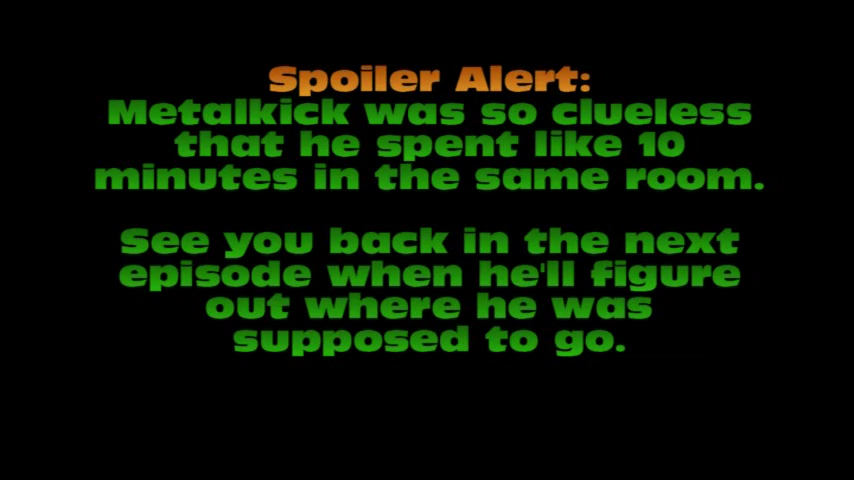 Spoiler Alert:
Metalkick was so clueless
that he spent like 10
minutes in the same room.
See you back in the next
episode when he'll figure
out where he was
supposed to go.